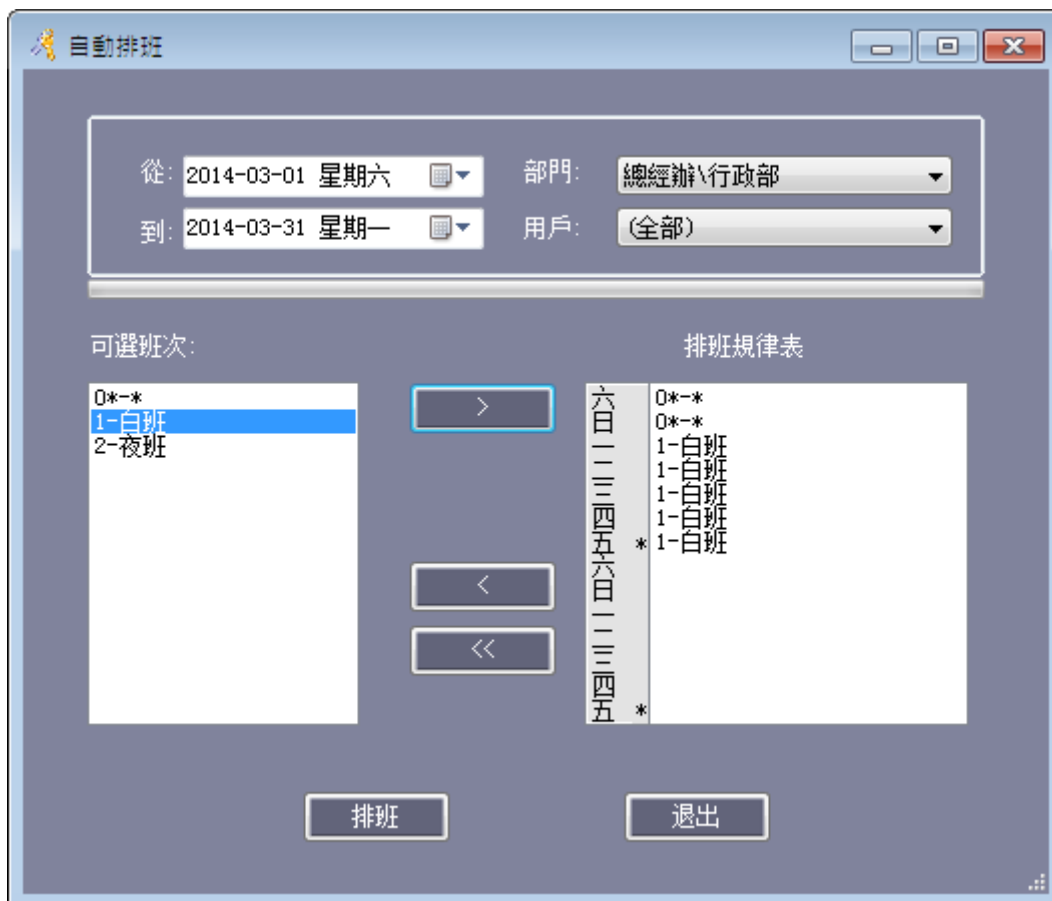 自動排班
從: 2014-03-01 星期六 部門: 總經辦\行政部
到: 2014-03-31 星期一 用戶: (全部)
可選班次: 排班規律表
0*-*
1-白班
2-夜班
>
<
<<
六 0*-*
日 0*-*
一 1-白班
二 1-白班
三 1-白班
四 1-白班
五 * 1-白班
六
日
一
二
三
四
五 *
排班 退出